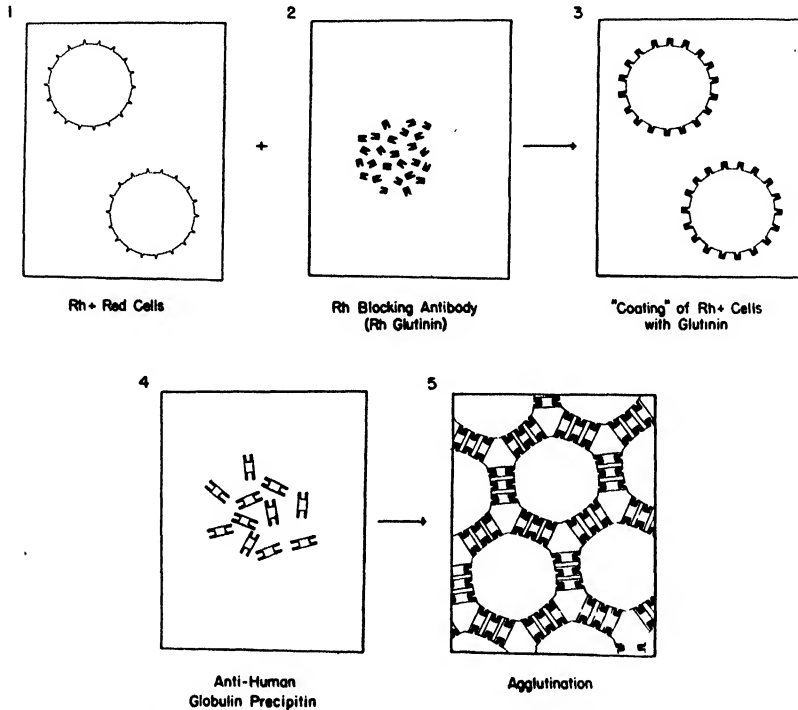 1
2
3
+
Rh+ Red Cells
Rh Blocking Antibody
(Rh Glutinin)
"Coating" of Rh+ Cells
with Glutinin
4
5
Anti-Human
Globulin Precipitin
Agglutination